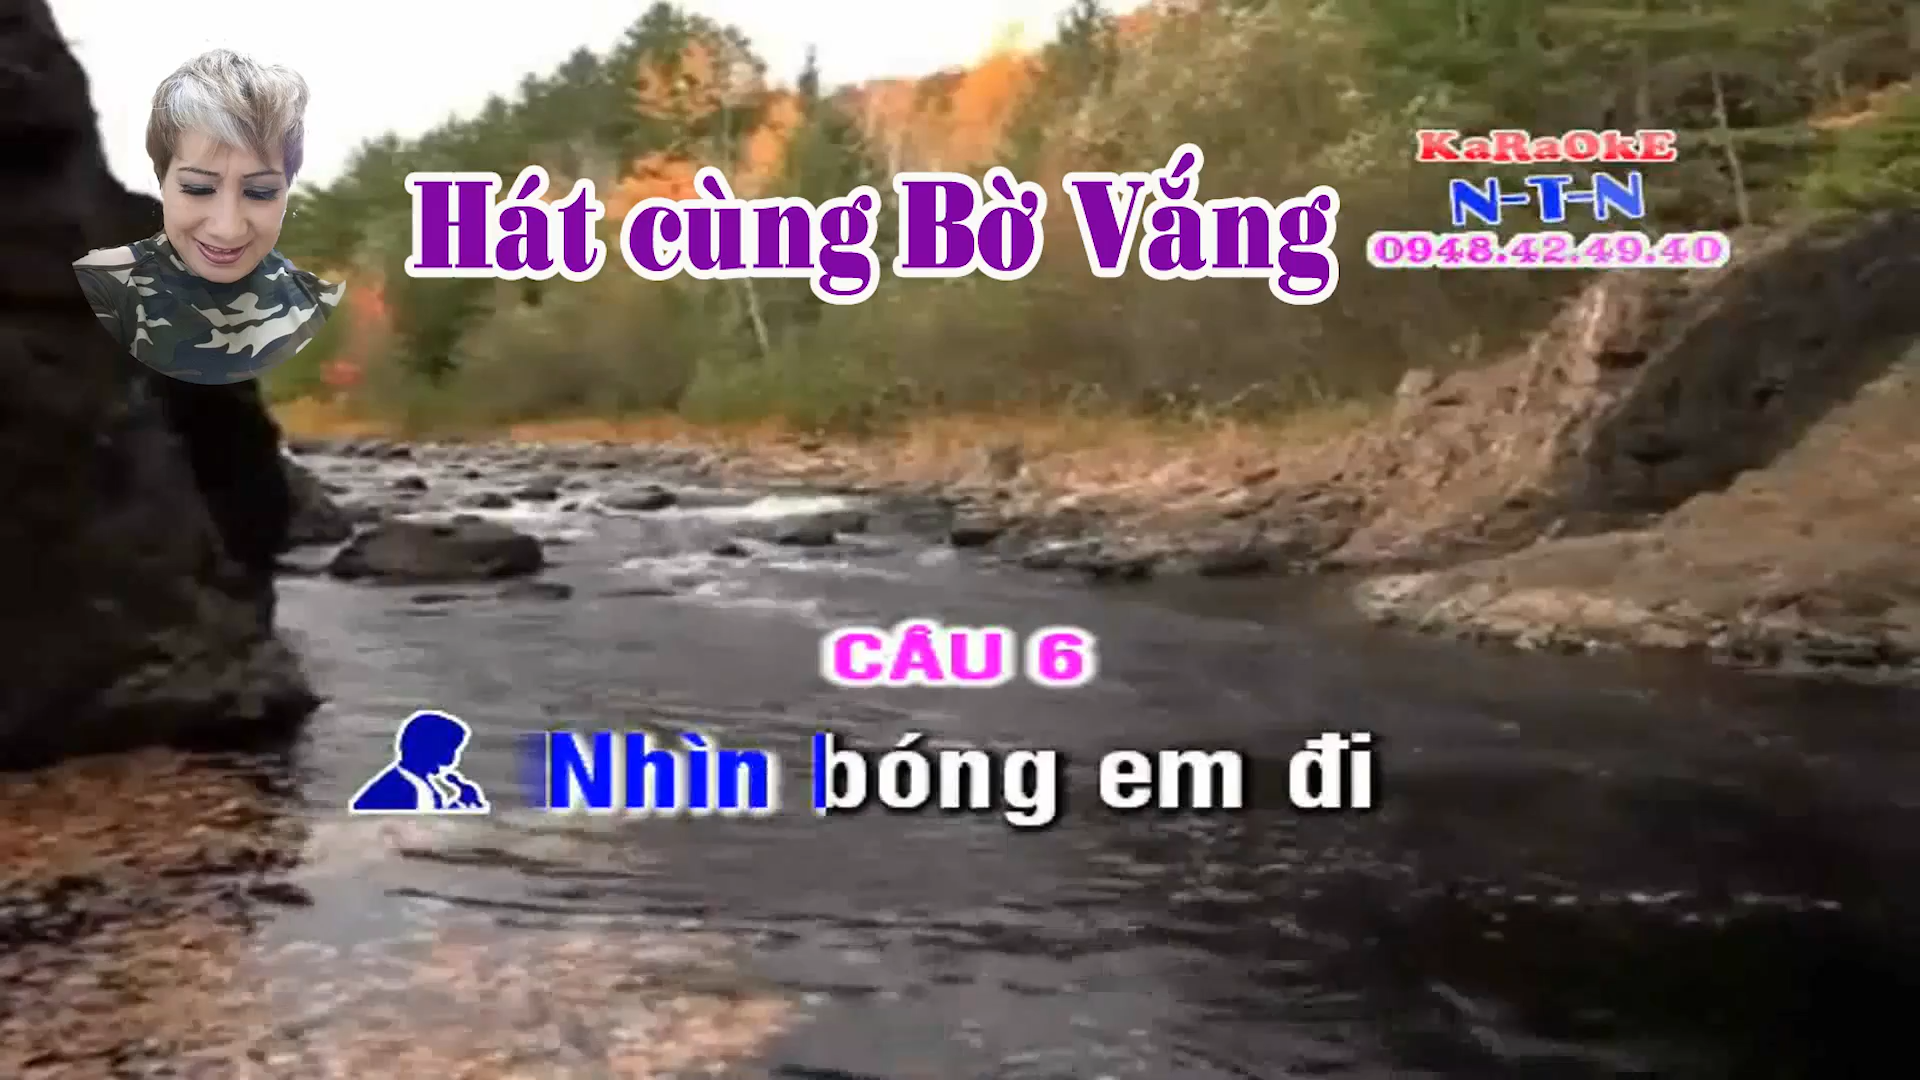 Hát cùng Bờ Vắng
KaRaOkE
N-T-N
0948.42.49.40
CÂU 6
Nhìn bóng em đi